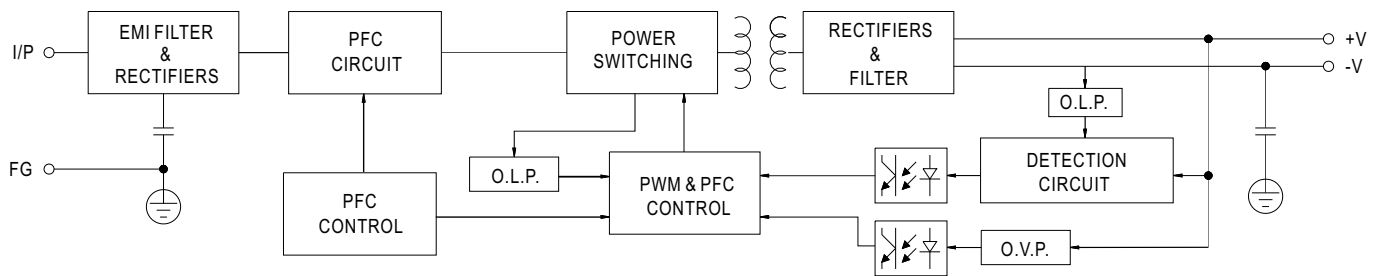 I/P
EMI FILTER
&
RECTIFIERS
PFC
CIRCUIT
POWER
SWITCHING
RECTIFIERS
&
FILTER
+V
-V
O.L.P.
FG
O.L.P.
PFC
CONTROL
PWM & PFC
CONTROL
DETECTION
CIRCUIT
O.V.P.